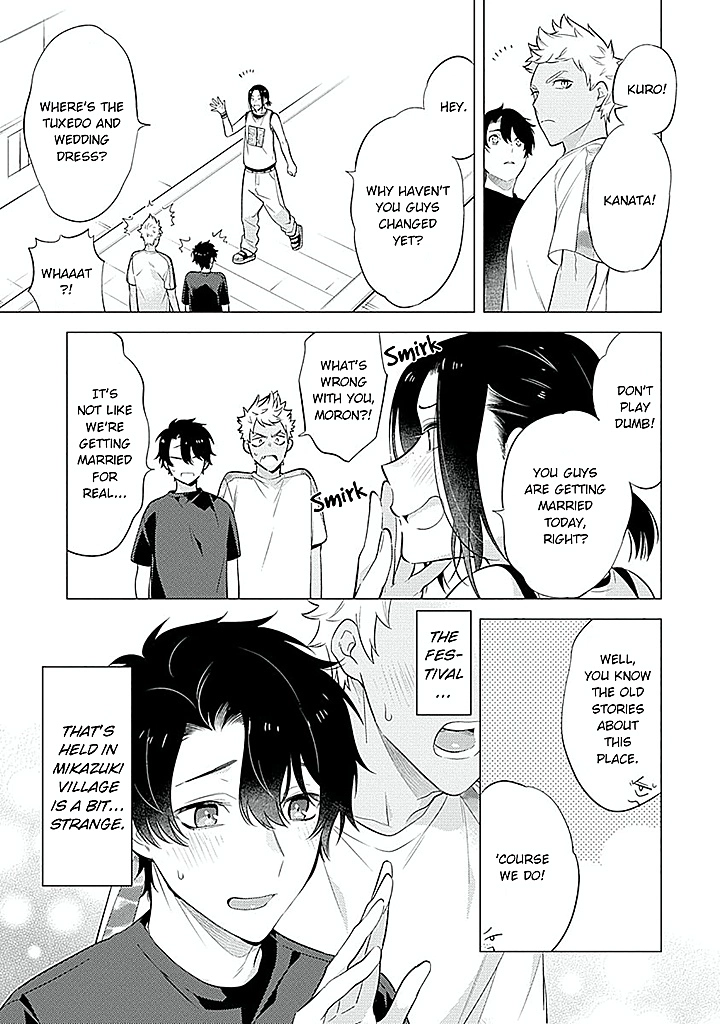 KURO!
KANATA!
HEY.
WHY HAVEN'T
YOU GUYS
CHANGED
YET?
WHERE'S THE
TUXEDO AND
WEDDING
DRESS?
WHAAAT
?!
DON'T
PLAY
DUMB!
YOU GUYS
ARE GETTING
MARRIED
TODAY,
RIGHT?
Smirk
Smirk
WHAT'S
WRONG
WITH YOU,
MORON?!
IT'S
NOT LIKE
WE'RE
GETTING
MARRIED
FOR
REAL...
WELL,
YOU KNOW
THE OLD
STORIES
ABOUT
THIS
PLACE.
'COURSE
WE DO!
THE
FES-
TIVAL
...
THAT'S
HELD IN
MIKAZUKI
VILLAGE
IS A BIT...
STRANGE.